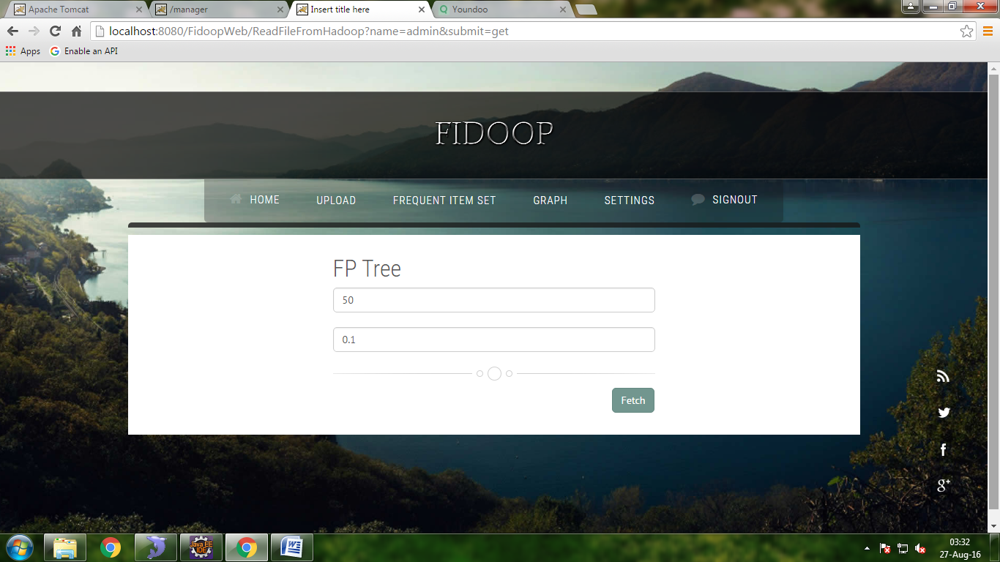 Apache Tomcat
/manager
Insert title here
Youndoo
localhost:8080/FidoopWeb/ReadFileFromHadoop?name=admin&submit=get
Apps
Enable an API
FIDOOP
HOME
UPLOAD
FREQUENT ITEM SET
GRAPH
SETTINGS
SIGNOUT
FP Tree
50
0.1
Fetch
g+
Java EE
IDE
03:32
27-Aug-16